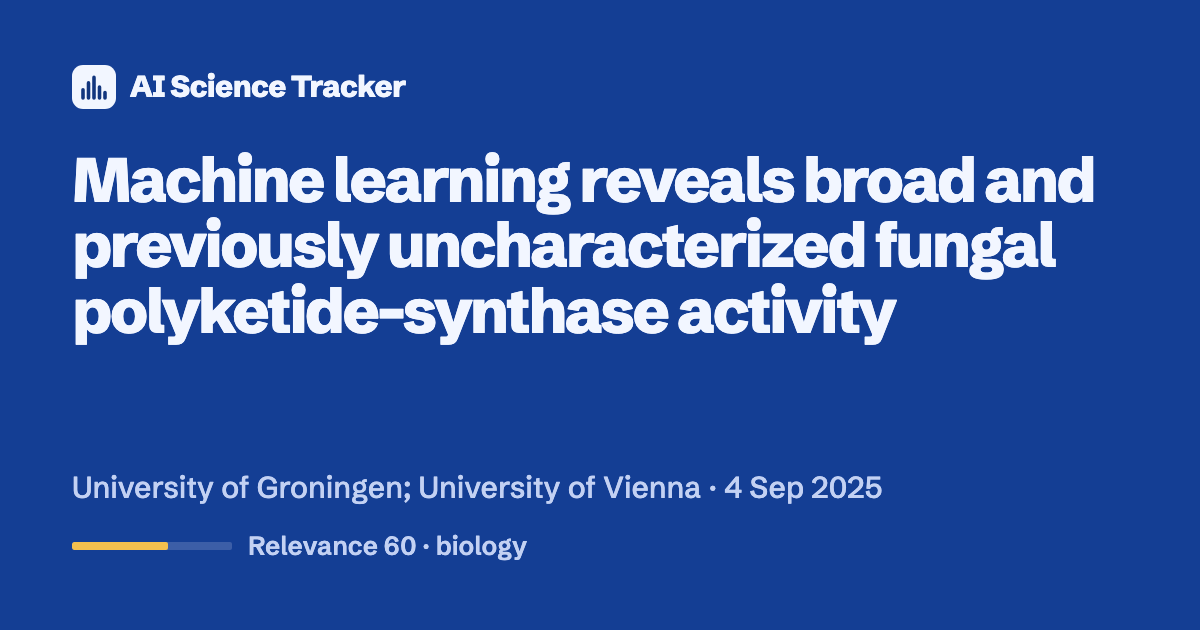 AI Science Tracker
Machine learning reveals broad and
previously uncharacterized fungal
polyketide-synthase activity
University of Groningen; University of Vienna · 4 Sep 2025
Relevance 60 · biology